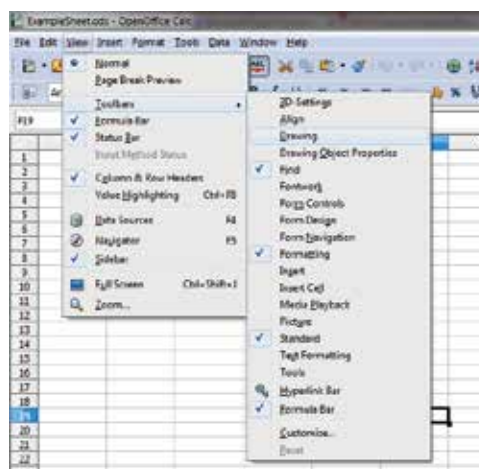 ExampleSheet.ods - OpenOffice Calc
File Edit View Insert Format Tools Data Window Help
Normal
Page Break Preview
Toolbars
Formula Bar
Status Bar
Input Method Status
Column & Row Headers
Value Highlighting Ctrl+F8
Data Sources F4
Navigator F5
Sidebar
Full Screen Ctrl+Shift+J
Zoom...
3D-Settings
Align
Drawing
Drawing Object Properties
Find
Fontwork
Form Controls
Form Design
Form Navigation
Formatting
Insert
Insert Cell
Media Playback
Picture
Standard
Text Formatting
Tools
Hyperlink Bar
Formula Bar
Customize...
Reset
F19
1
2
3
4
5
6
7
8
9
10
11
12
13
14
15
16
17
18
19
20
21
22